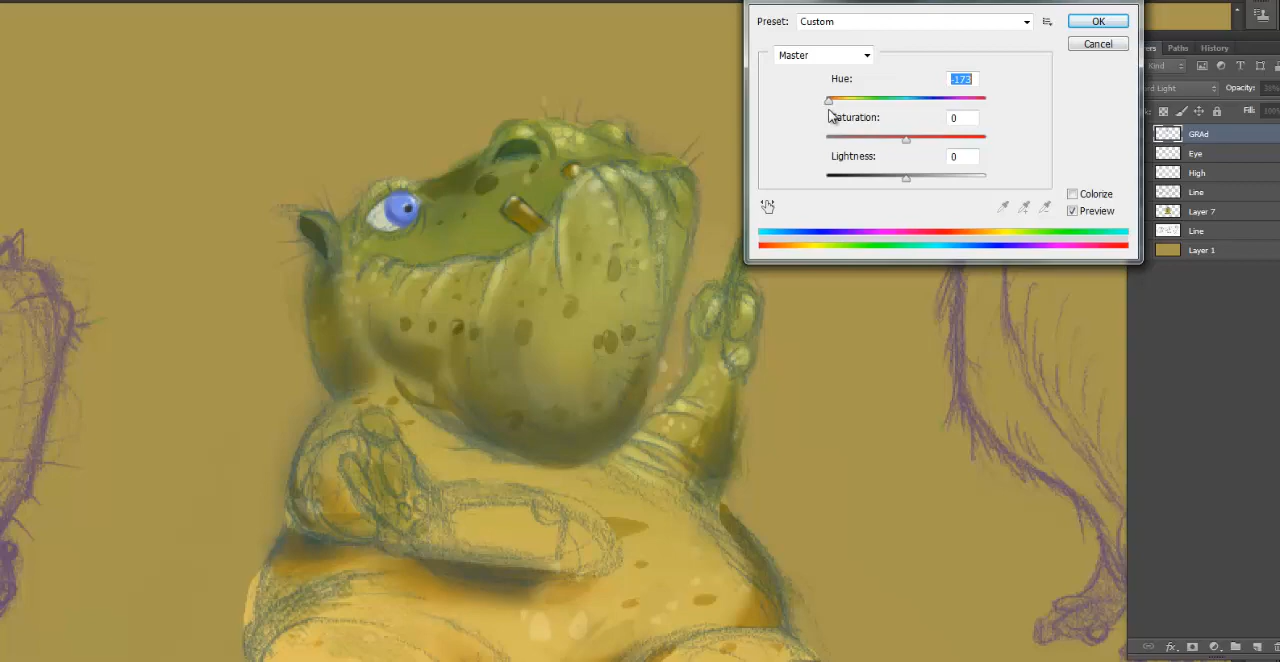 Preset: Custom
OK
Cancel
Master
Hue: -173
Saturation: 0
Lightness: 0
Colorize
Preview
Paths History
Kind
Opacity:
Fill:
GRAd
Eye
High
Line
Layer 7
Line
Layer 1